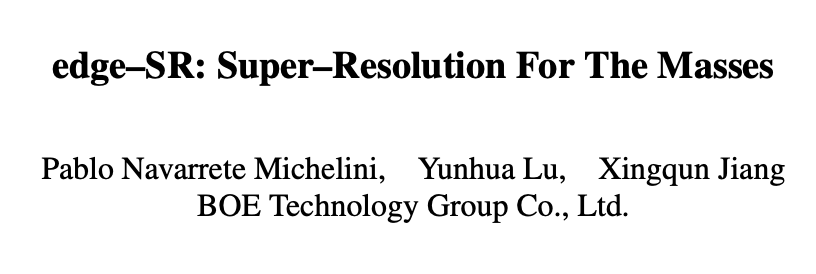 edge–SR: Super–Resolution For The Masses
Pablo Navarrete Michelini, Yunhua Lu, Xingqun Jiang
BOE Technology Group Co., Ltd.